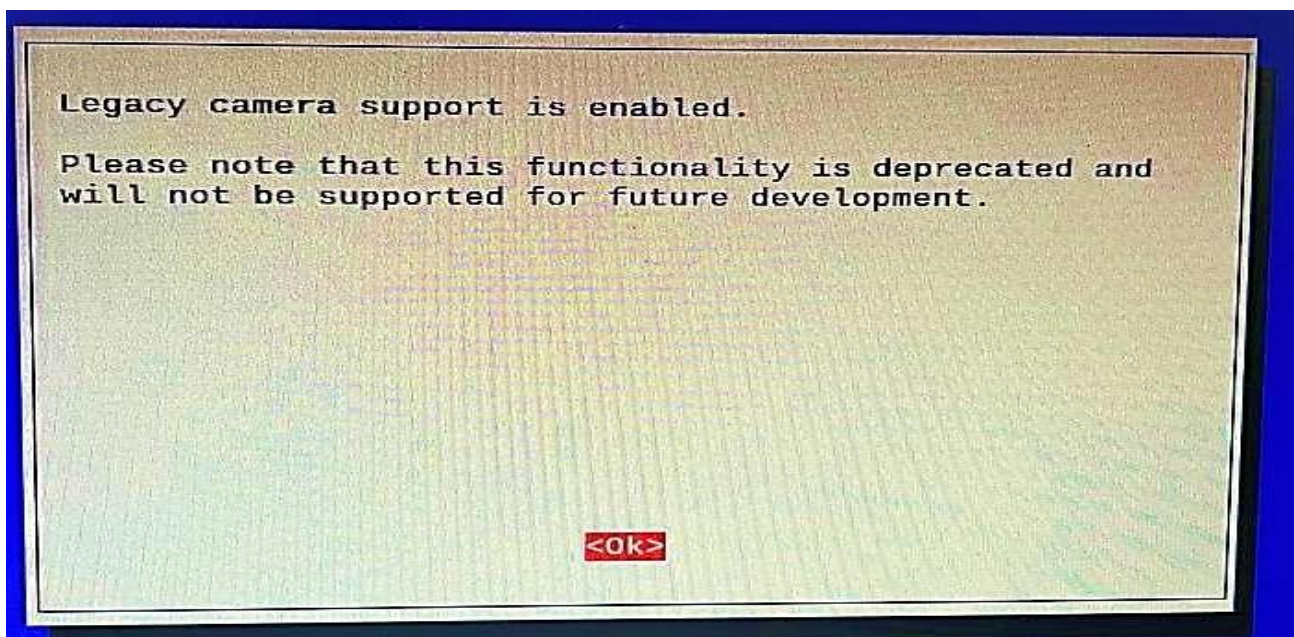 Legacy camera support is enabled.
Please note that this functionality is deprecated and
will not be supported for future development.
<Ok>